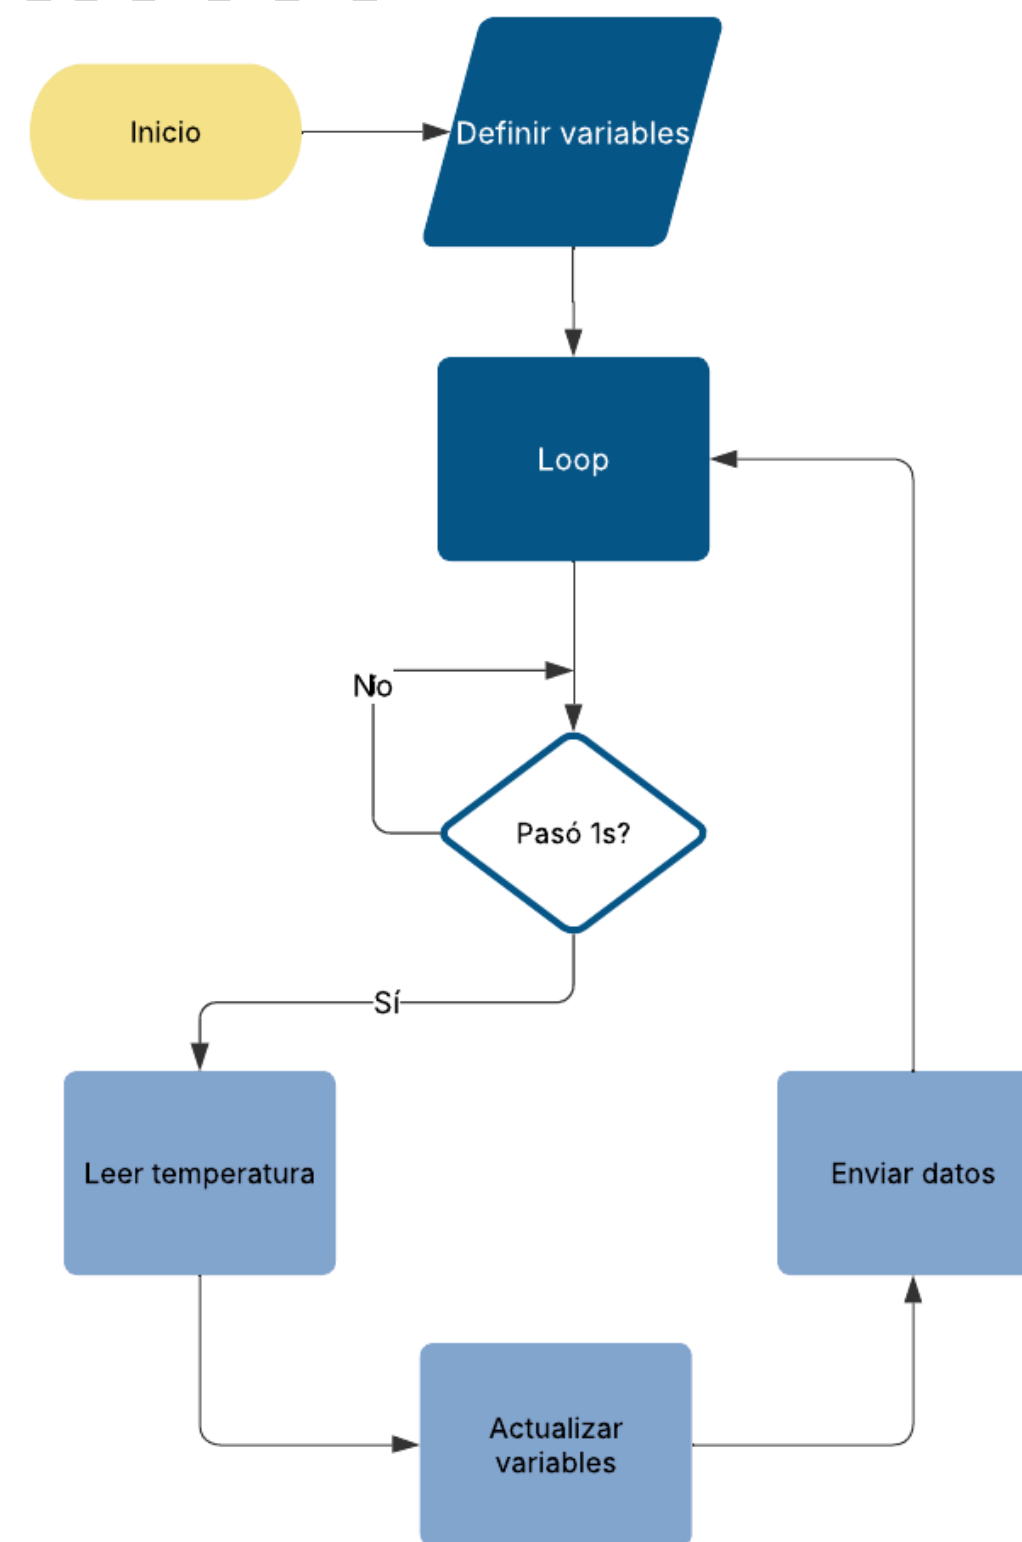 Inicio
Definir variables
Loop
No
Pasó 1s?
Sí
Leer temperatura
Enviar datos
Actualizar
variables